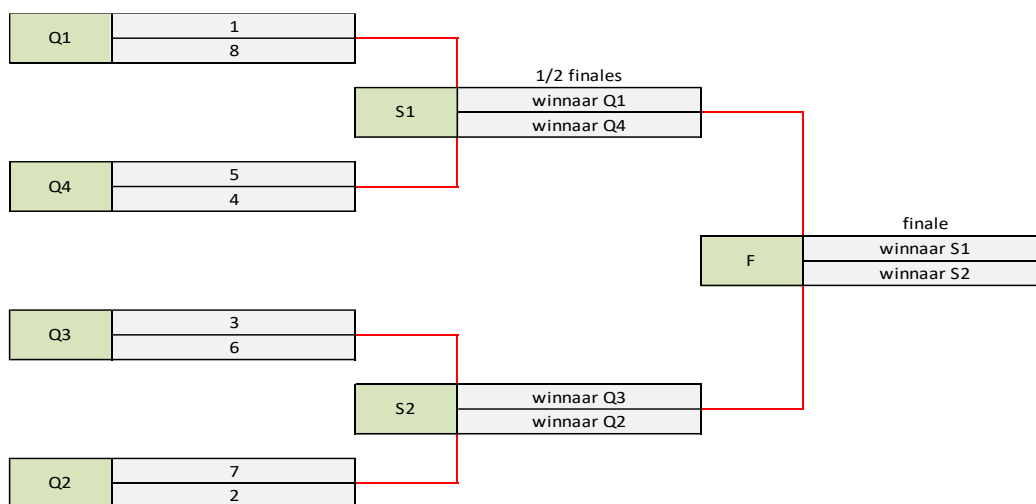 Q1
1
8
1/2 finales
S1
winnaar Q1
winnaar Q4
Q4
5
4
finale
F
winnaar S1
winnaar S2
Q3
3
6
S2
winnaar Q3
winnaar Q2
Q2
7
2